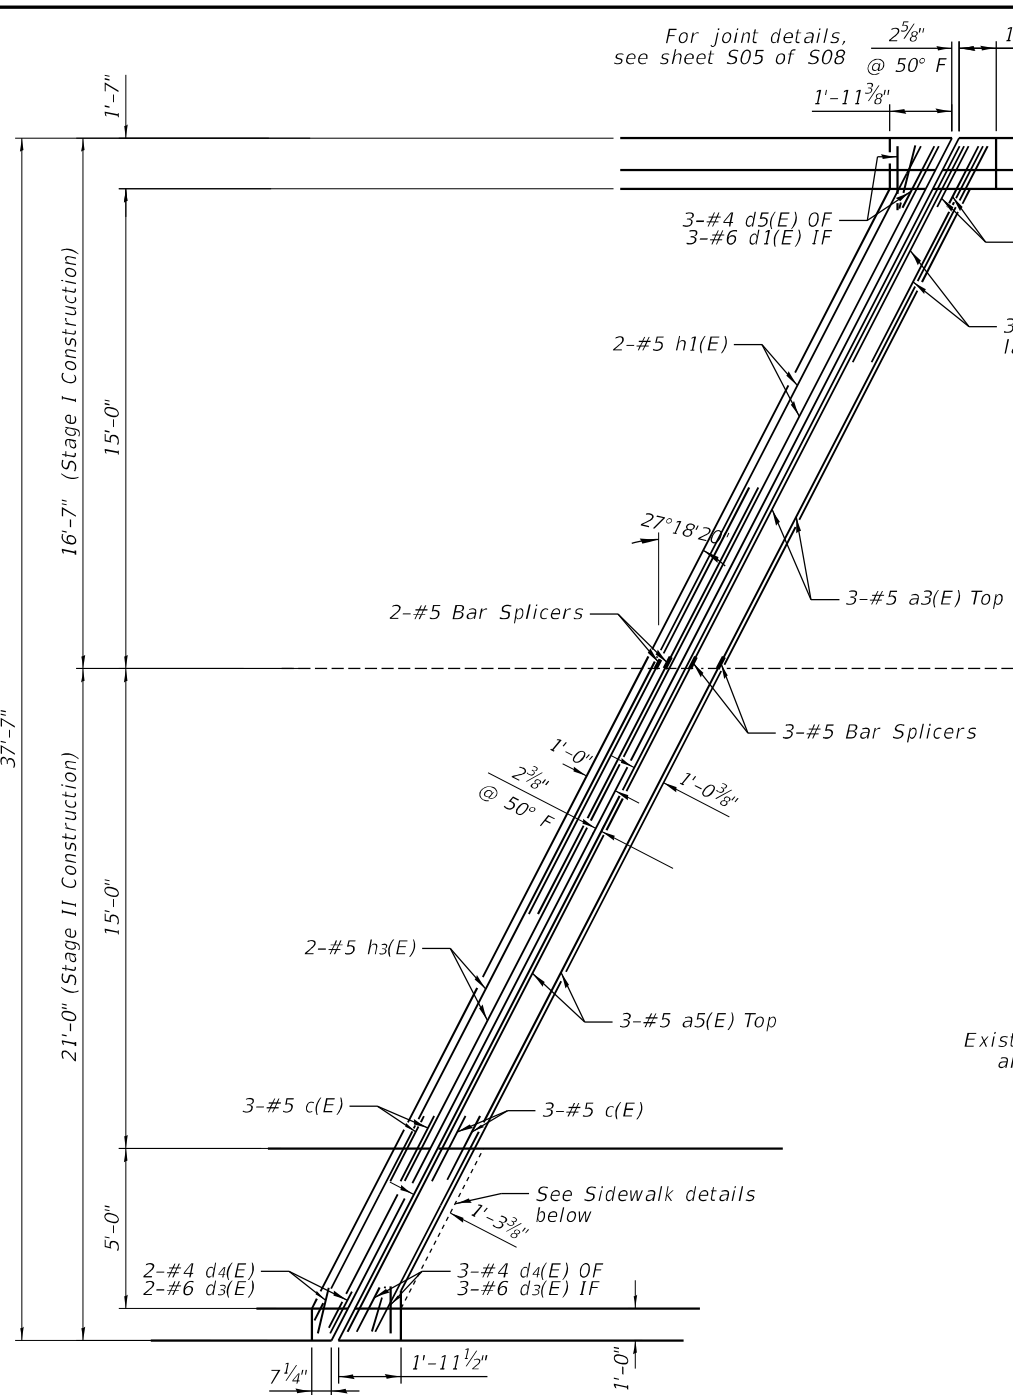 For joint details,
see sheet S05 of S08
2⅝"
@ 50° F
1'-11⅜"
1'-7"
3-#4 d5(E) OF
3-#6 d1(E) IF
2-#5 h1(E)
16'-7" (Stage I Construction)
15'-0"
27°18'20"
3-#5 a3(E) Top
2-#5 Bar Splicers
37'-7"
3-#5 Bar Splicers
1'-0"
2⅜"
@ 50° F
1'-0⅜"
21'-0" (Stage II Construction)
15'-0"
2-#5 h3(E)
3-#5 a5(E) Top
Exist
3-#5 c(E)
3-#5 c(E)
See Sidewalk details
below
1'-3⅜"
5'-0"
2-#4 d4(E)
2-#6 d3(E)
3-#4 d4(E) OF
3-#6 d3(E) IF
1'-0"
7¼"
1'-11½"